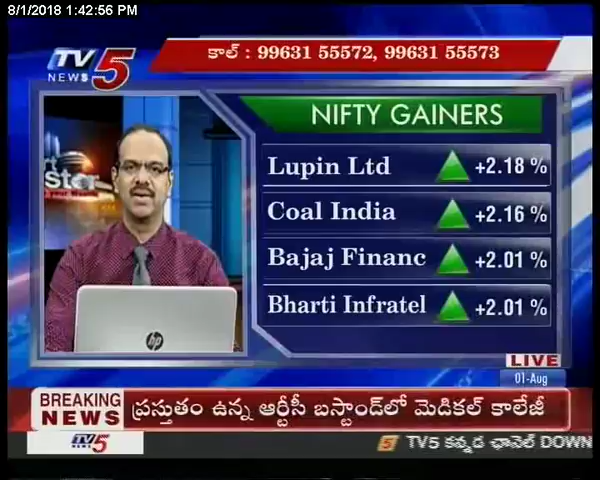 8/1/2018 1:42:56 PM
కాల్ : 99631 55572, 99631 55573
TV5
NEWS
NIFTY GAINERS
Lupin Ltd +2.18 %
Coal India +2.16 %
Bajaj Financ +2.01 %
Bharti Infratel +2.01 %
hp
LIVE
01-Aug
BREAKING
NEWS
ప్రస్తుతం ఉన్న ఆర్టీసీ బస్టాండ్‌లో మెడికల్ కాలేజీ
TV5
5 TV5 కన్నడ ఛానెల్ DOWN